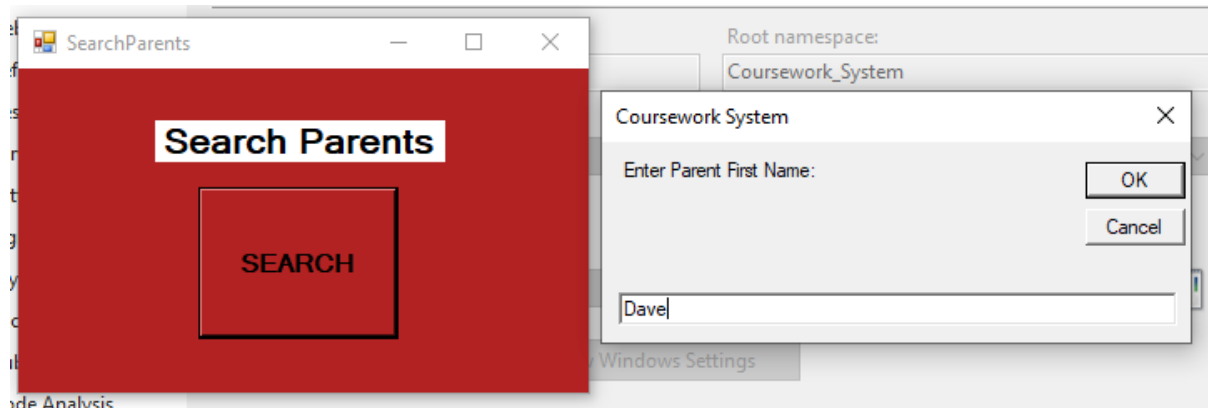 SearchParents
Search Parents
SEARCH
Root namespace:
Coursework_System
Coursework System
Enter Parent First Name:
OK
Cancel
Dave
Windows Settings
Analysis